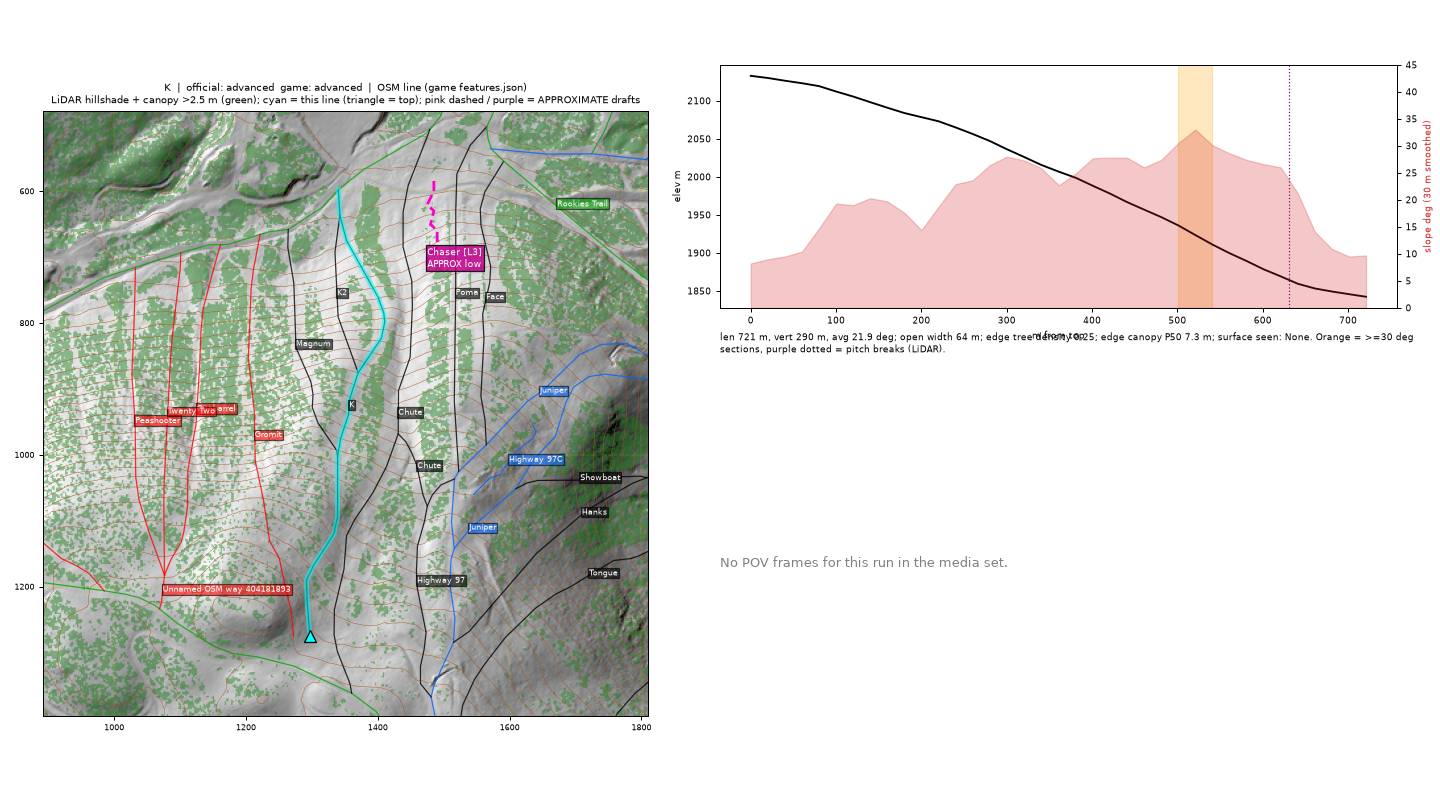 K | official: advanced game: advanced | OSM line (game features.json)
LiDAR hillshade + canopy >2.5 m (green); cyan = this line (triangle = top); pink dashed / purple = APPROXIMATE drafts
600
800
1000
1200
1000
1200
1400
1600
1800
Rookies Trail
Chaser [L3]
APPROX low
K2
Poma
Face
Magnum
Juniper
K
Chute
Twenty Two
arrel
Peashooter
Gromit
Chute
Highway 97C
Showboat
Hanks
Juniper
Tongue
Highway 97
Unnamed OSM way 404181893
elev m
2100
2050
2000
1950
1900
1850
0
100
200
300
400
500
600
700
45
40
35
30
25
20
15
10
5
0
slope deg (30 m smoothed)
m from top
len 721 m, vert 290 m, avg 21.9 deg; open width 64 m; edge tree density 0.25; edge canopy P50 7.3 m; surface seen: None. Orange = >=30 deg
sections, purple dotted = pitch breaks (LiDAR).
No POV frames for this run in the media set.